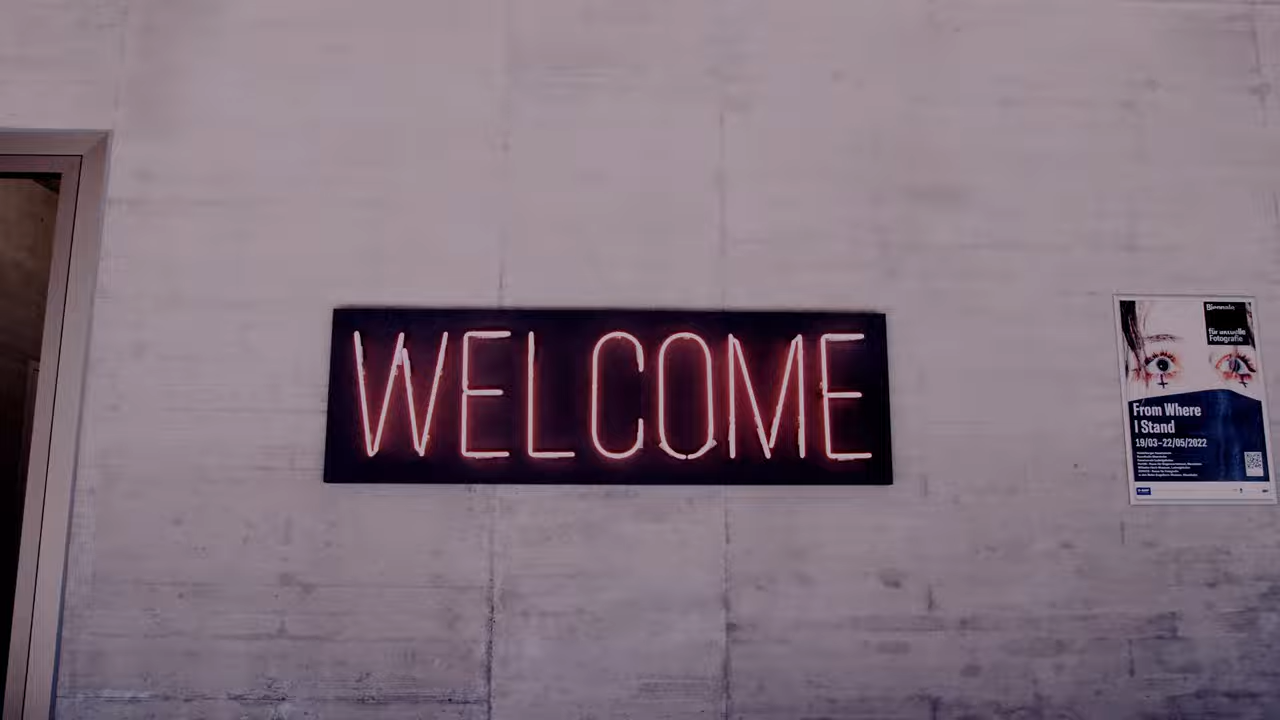 WELCOME
Biennale
für aktuelle
Fotografie
From Where
I Stand
19/03–22/05/2022